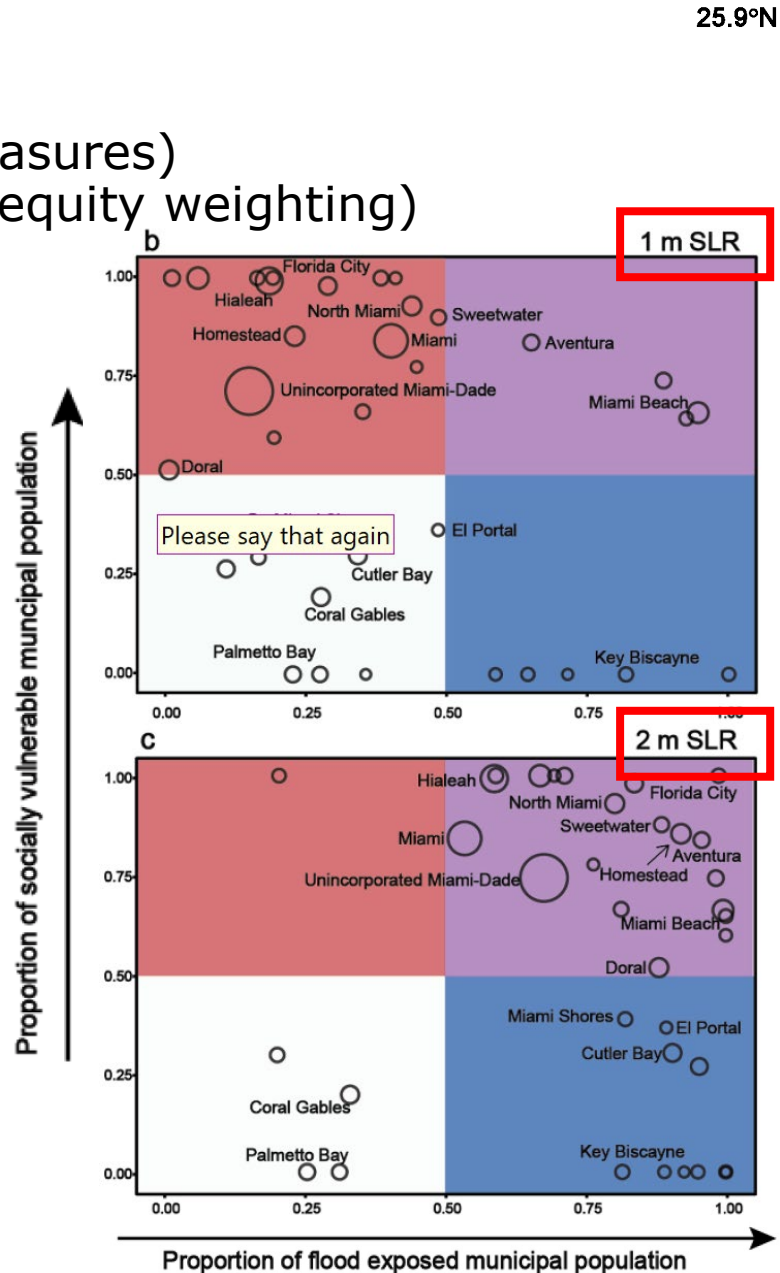 25.9°N
asures)
equity weighting)
b
1 m SLR
1.00
Florida City
Hialeah
North Miami
Sweetwater
Homestead
Miami
Aventura
0.75
Unincorporated Miami-Dade
Miami Beach
Doral
0.50
Please say that again
El Portal
0.25
Cutler Bay
Coral Gables
Palmetto Bay
Key Biscayne
0.00
0.00 0.25 0.50 0.75 1.00
Proportion of socially vulnerable muncipal population
c
2 m SLR
1.00
Hialeah
Florida City
North Miami
Sweetwater
Miami
Aventura
0.75
Unincorporated Miami-Dade
Homestead
Miami Beach
Doral
0.50
Miami Shores
El Portal
Cutler Bay
0.25
Coral Gables
Palmetto Bay
Key Biscayne
0.00
0.00 0.25 0.50 0.75 1.00
Proportion of flood exposed municipal population